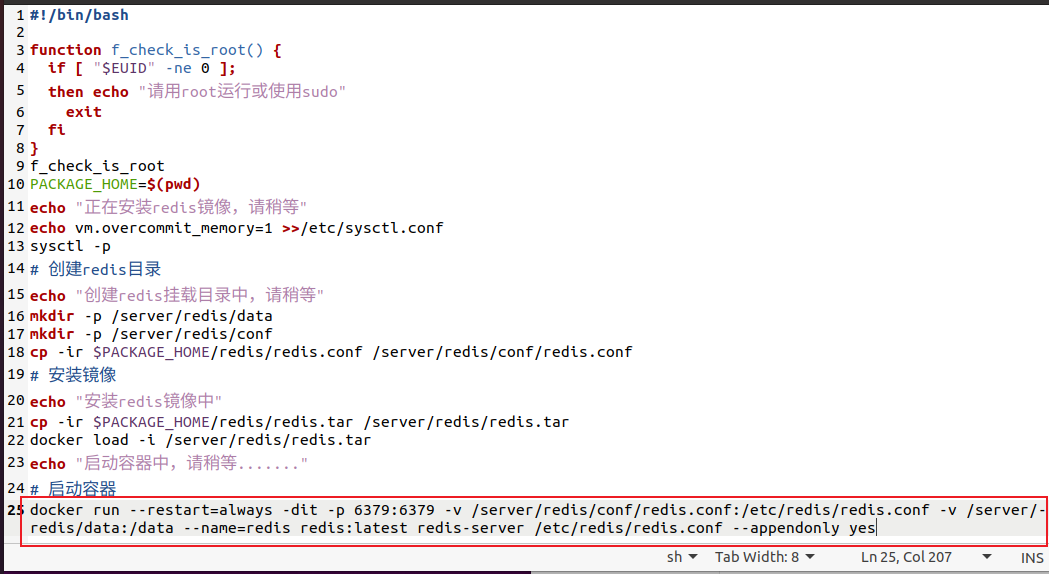 1 #!/bin/bash
2
3 function f_check_is_root() {
4   if [ "$EUID" -ne 0 ];
5   then echo "请用root运行或使用sudo"
6     exit
7   fi
8 }
9 f_check_is_root
10 PACKAGE_HOME=$(pwd)
11 echo "正在安装redis镜像，请稍等"
12 echo vm.overcommit_memory=1 >>/etc/sysctl.conf
13 sysctl -p
14 # 创建redis目录
15 echo "创建redis挂载目录中，请稍等"
16 mkdir -p /server/redis/data
17 mkdir -p /server/redis/conf
18 cp -ir $PACKAGE_HOME/redis/redis.conf /server/redis/conf/redis.conf
19 # 安装镜像
20 echo "安装redis镜像中"
21 cp -ir $PACKAGE_HOME/redis/redis.tar /server/redis/redis.tar
22 docker load -i /server/redis/redis.tar
23 echo "启动容器中，请稍等......."
24 # 启动容器
25 docker run --restart=always -dit -p 6379:6379 -v /server/redis/conf/redis.conf:/etc/redis/redis.conf -v /server/-
redis/data:/data --name=redis redis:latest redis-server /etc/redis/redis.conf --appendonly yes
sh Tab Width: 8 Ln 25, Col 207 INS